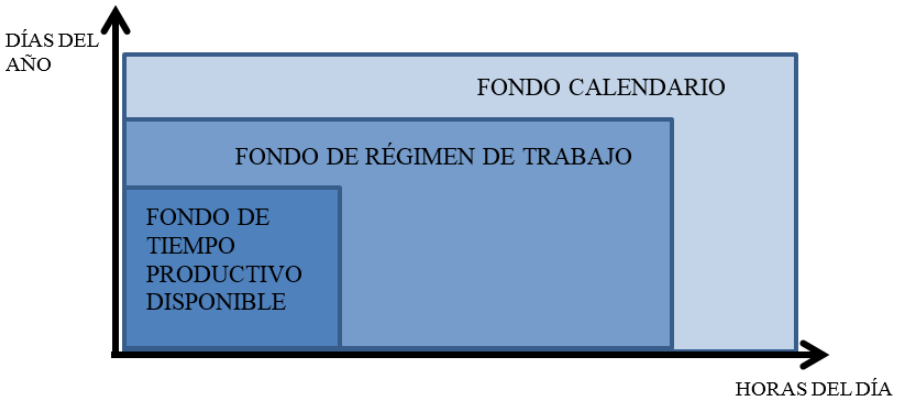 DÍAS DEL
AÑO
FONDO CALENDARIO
FONDO DE RÉGIMEN DE TRABAJO
FONDO DE
TIEMPO
PRODUCTIVO
DISPONIBLE
HORAS DEL DÍA